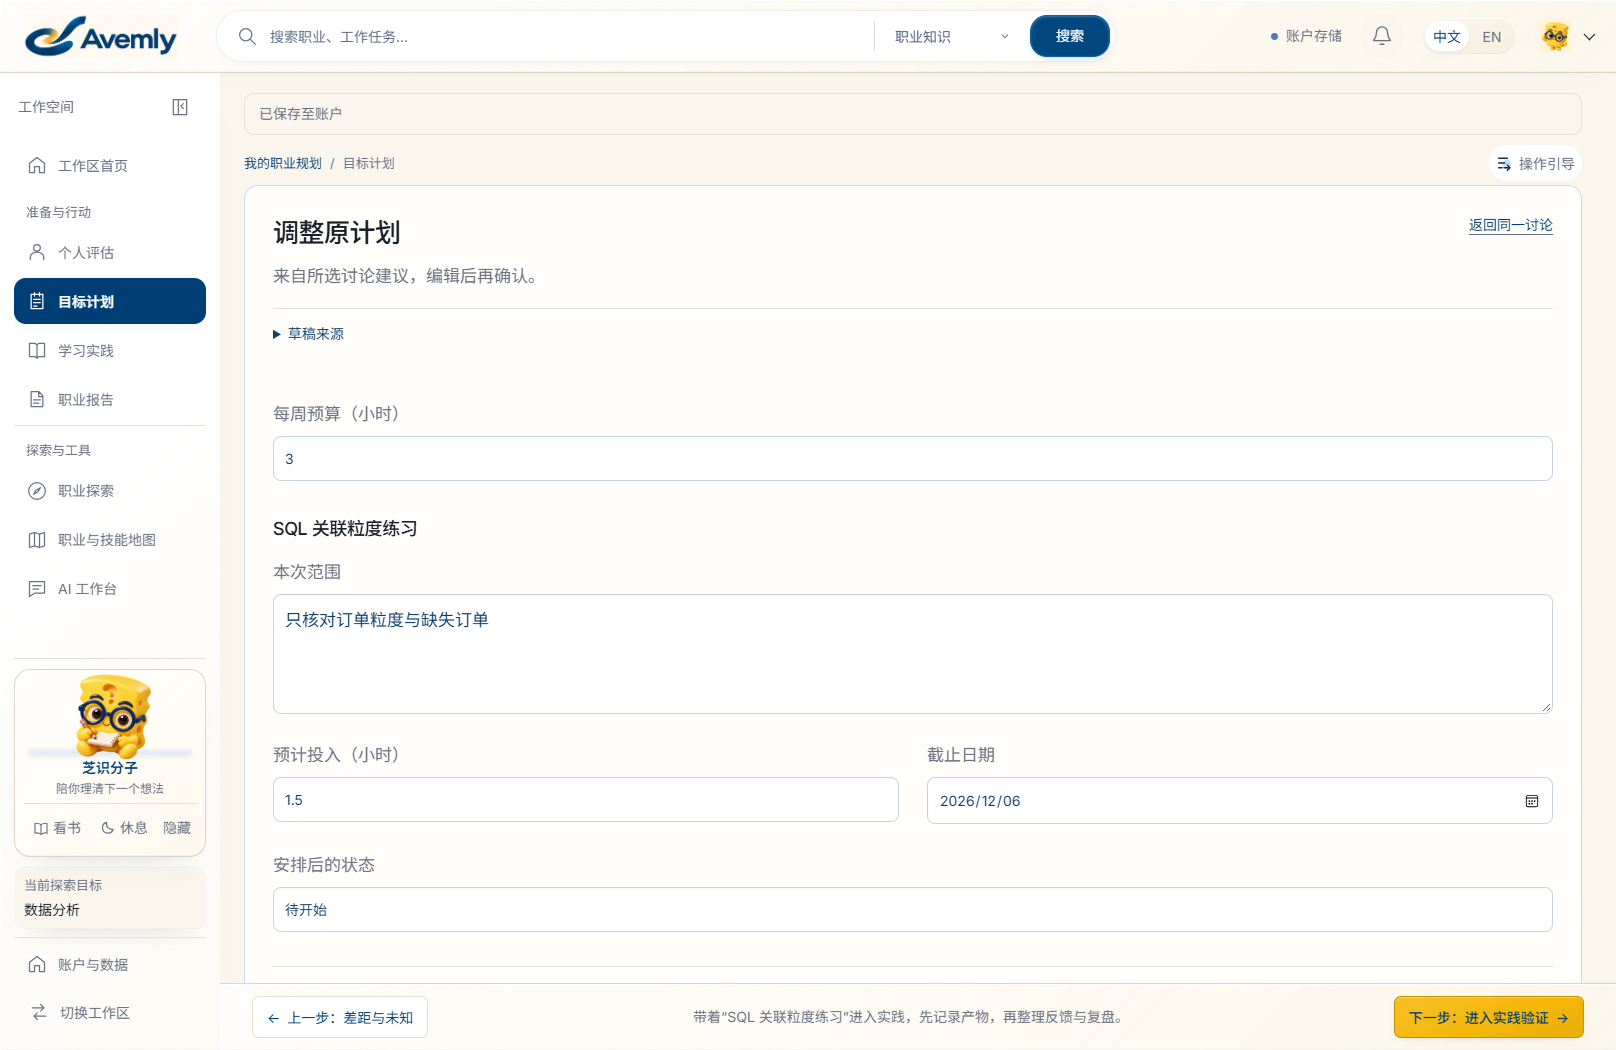 Avemly
搜索职业、工作任务...
职业知识
搜索
账户存储
中文
EN
工作空间
工作区首页
准备与行动
个人评估
目标计划
学习实践
职业报告
探索与工具
职业探索
职业与技能地图
AI 工作台
芝识分子
陪你理清下一个想法
看书
休息
隐藏
当前探索目标
数据分析
账户与数据
切换工作区
已保存至账户
我的职业规划 / 目标计划
操作引导
调整原计划
返回同一讨论
来自所选讨论建议，编辑后再确认。
草稿来源
每周预算（小时）
3
SQL 关联粒度练习
本次范围
只核对订单粒度与缺失订单
预计投入（小时）
截止日期
1.5
2026/12/06
安排后的状态
待开始
← 上一步：差距与未知
带着“SQL 关联粒度练习”进入实践，先记录产物，再整理反馈与复盘。
下一步：进入实践验证 →